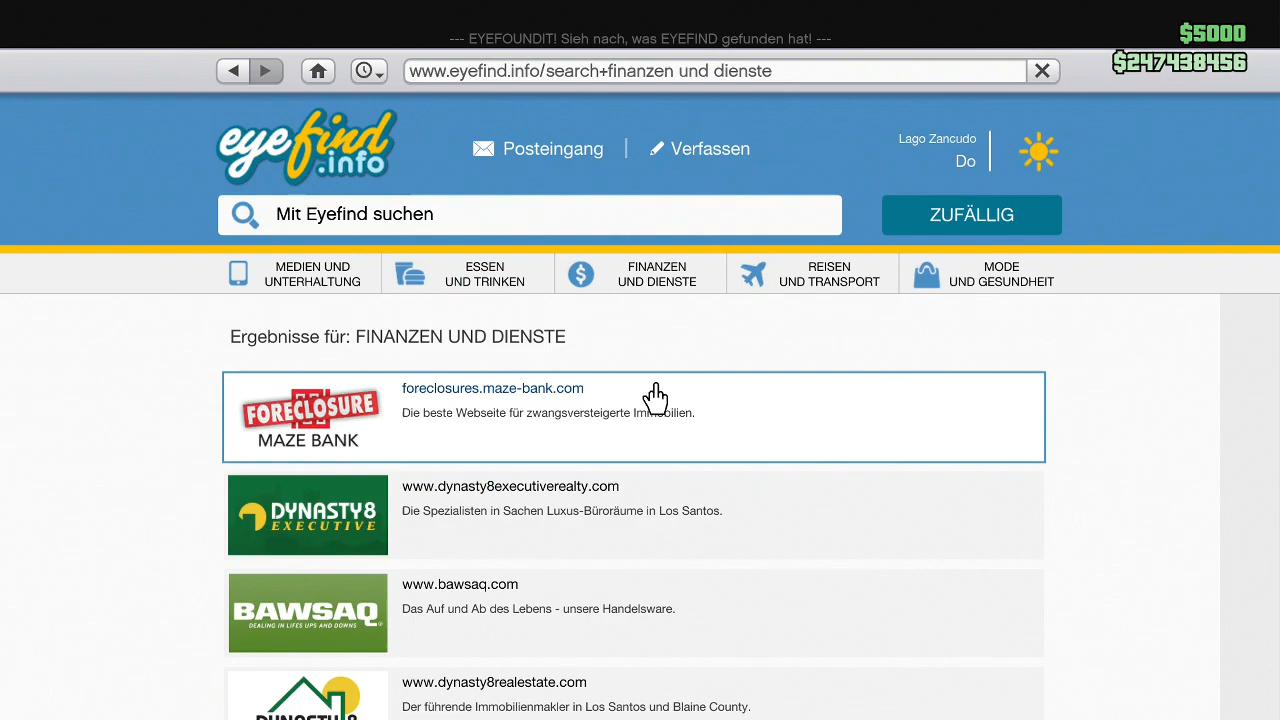 --- EYEFOUNDIT! Sieh nach, was EYEFIND gefunden hat! ---
$5000
$247438456
www.eyefind.info/search+finanzen und dienste
eyefind.info
Posteingang
Verfassen
Lago Zancudo
Do
Mit Eyefind suchen
ZUFÄLLIG
MEDIEN UND
UNTERHALTUNG
ESSEN
UND TRINKEN
FINANZEN
UND DIENSTE
REISEN
UND TRANSPORT
MODE
UND GESUNDHEIT
Ergebnisse für: FINANZEN UND DIENSTE
FORECLOSURE
MAZE BANK
foreclosures.maze-bank.com
Die beste Webseite für zwangsversteigerte Immobilien.
DYNASTY8
EXECUTIVE
www.dynasty8executiverealty.com
Die Spezialisten in Sachen Luxus-Büroräume in Los Santos.
BAWSAQ
DEALING IN LIFES UPS AND DOWNS
www.bawsaq.com
Das Auf und Ab des Lebens - unsere Handelsware.
DYNASTY 8
www.dynasty8realestate.com
Der führende Immobilienmakler in Los Santos und Blaine County.